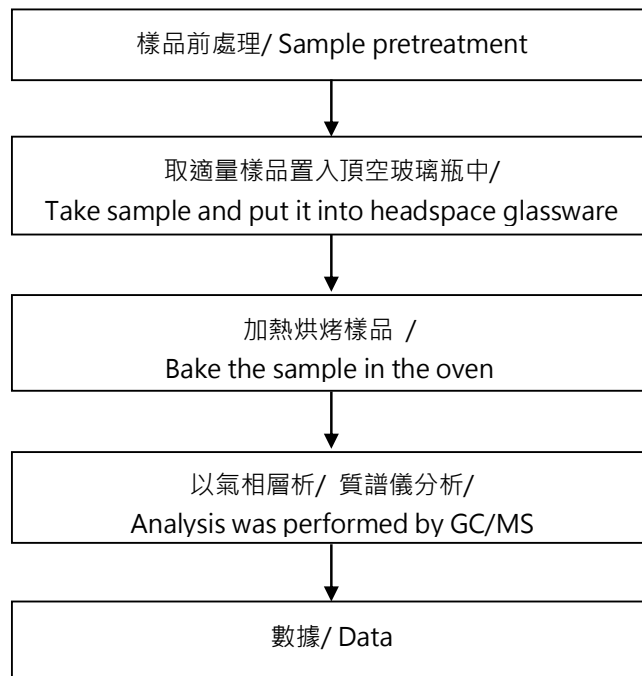 樣品前處理/ Sample pretreatment
取適量樣品置入頂空玻璃瓶中/
Take sample and put it into headspace glassware
加熱烘烤樣品 /
Bake the sample in the oven
以氣相層析/ 質譜儀分析/
Analysis was performed by GC/MS
數據/ Data